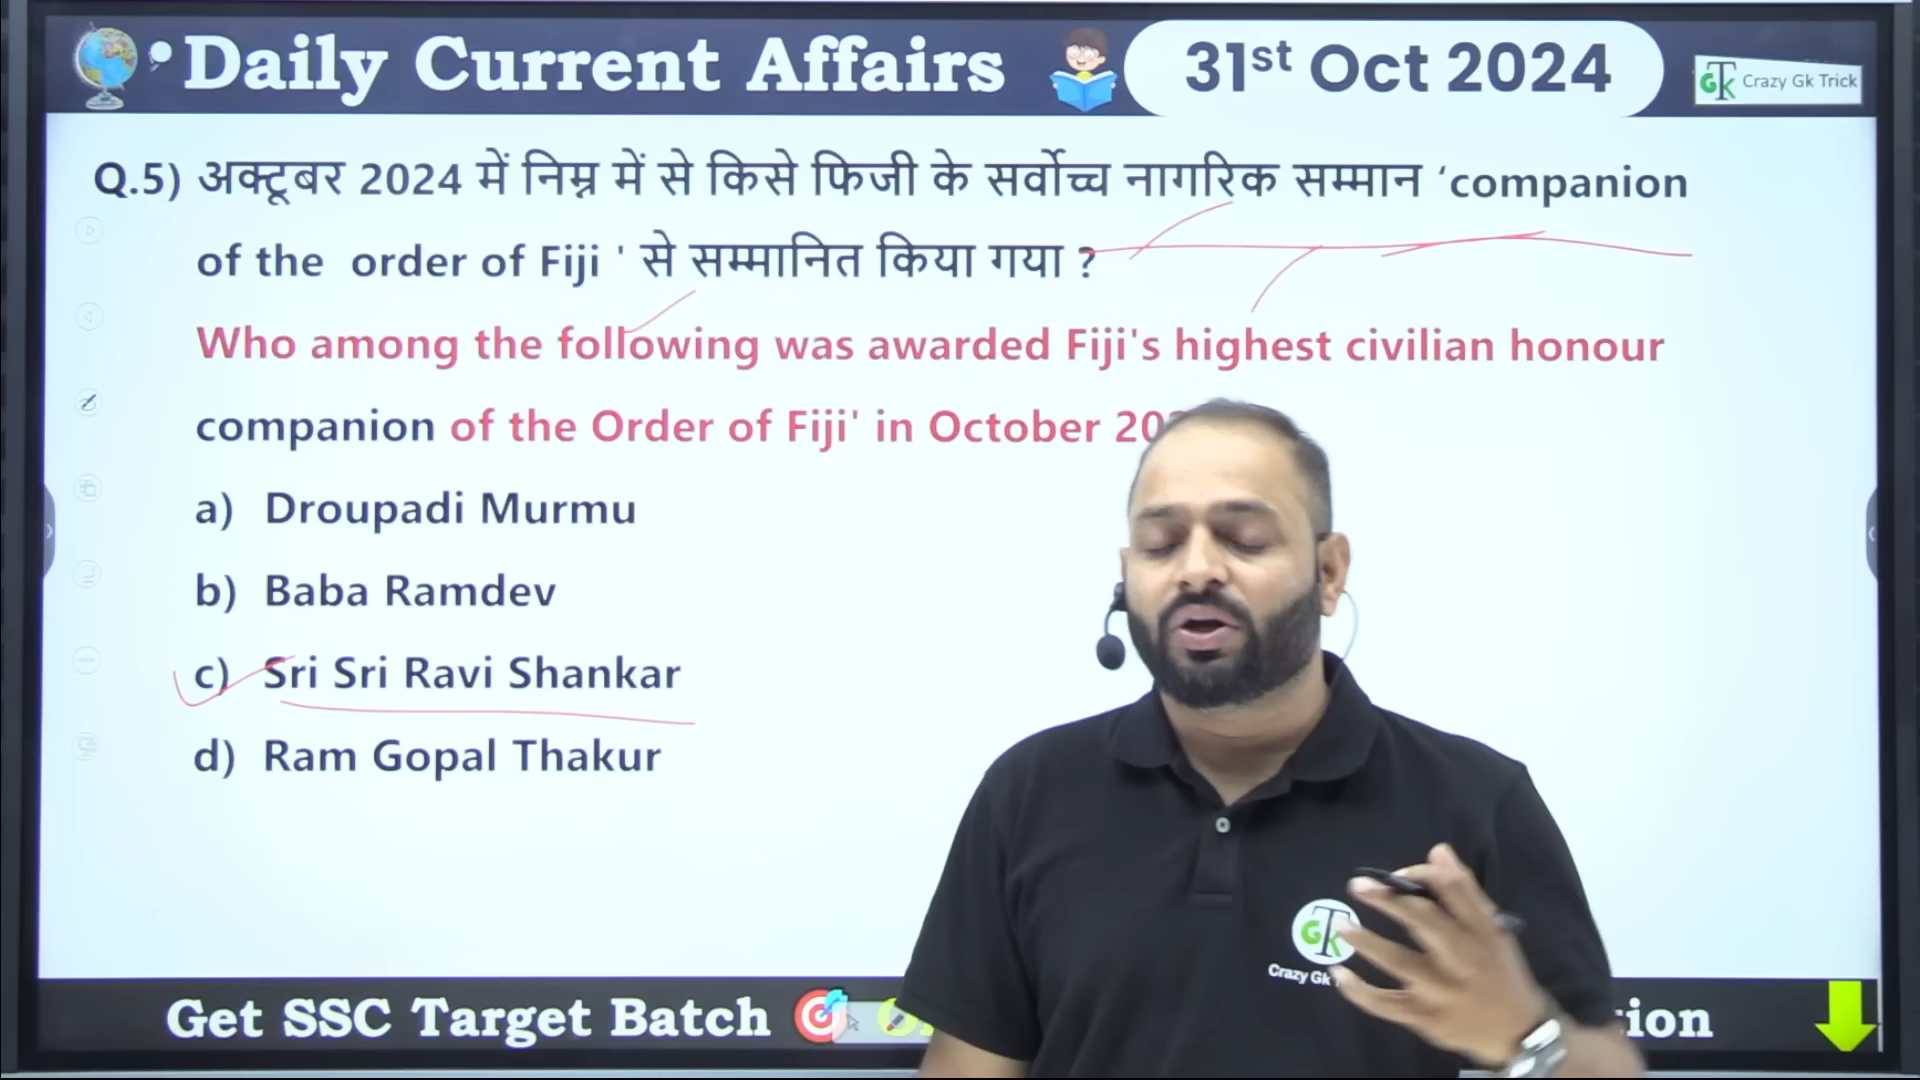 Daily Current Affairs
31st Oct 2024
GTK Crazy Gk Trick
Q.5) अक्टूबर 2024 में निम्न में से किसे फिजी के सर्वोच्च नागरिक सम्मान ‘companion
of the order of Fiji ' से सम्मानित किया गया ?
Who among the following was awarded Fiji's highest civilian honour
companion of the Order of Fiji' in October
a) Droupadi Murmu
b) Baba Ramdev
c) Sri Sri Ravi Shankar
d) Ram Gopal Thakur
GTK
Crazy Gk
Get SSC Target Batch